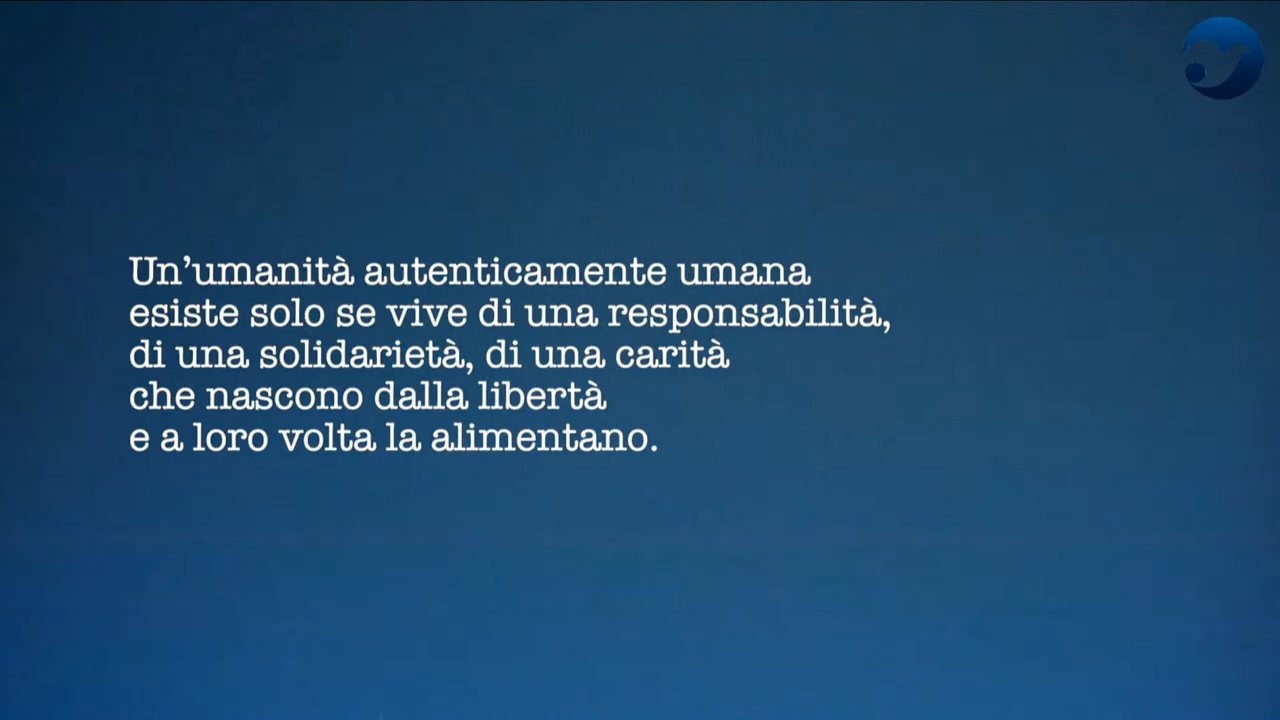 Un’umanità autenticamente umana
esiste solo se vive di una responsabilità,
di una solidarietà, di una carità
che nascono dalla libertà
e a loro volta la alimentano.